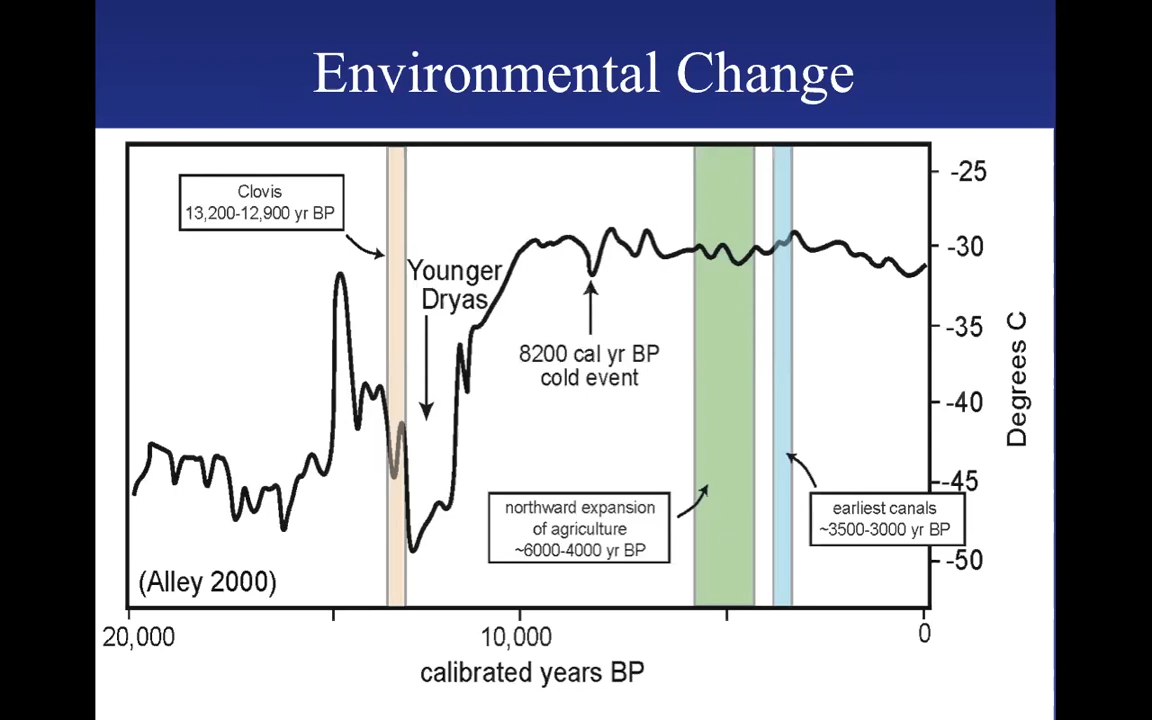 Environmental Change
Clovis
13,200-12,900 yr BP
Younger
Dryas
8200 cal yr BP
cold event
northward expansion
of agriculture
~6000-4000 yr BP
earliest canals
~3500-3000 yr BP
(Alley 2000)
-25
-30
-35
-40
-45
-50
Degrees C
20,000
10,000
0
calibrated years BP